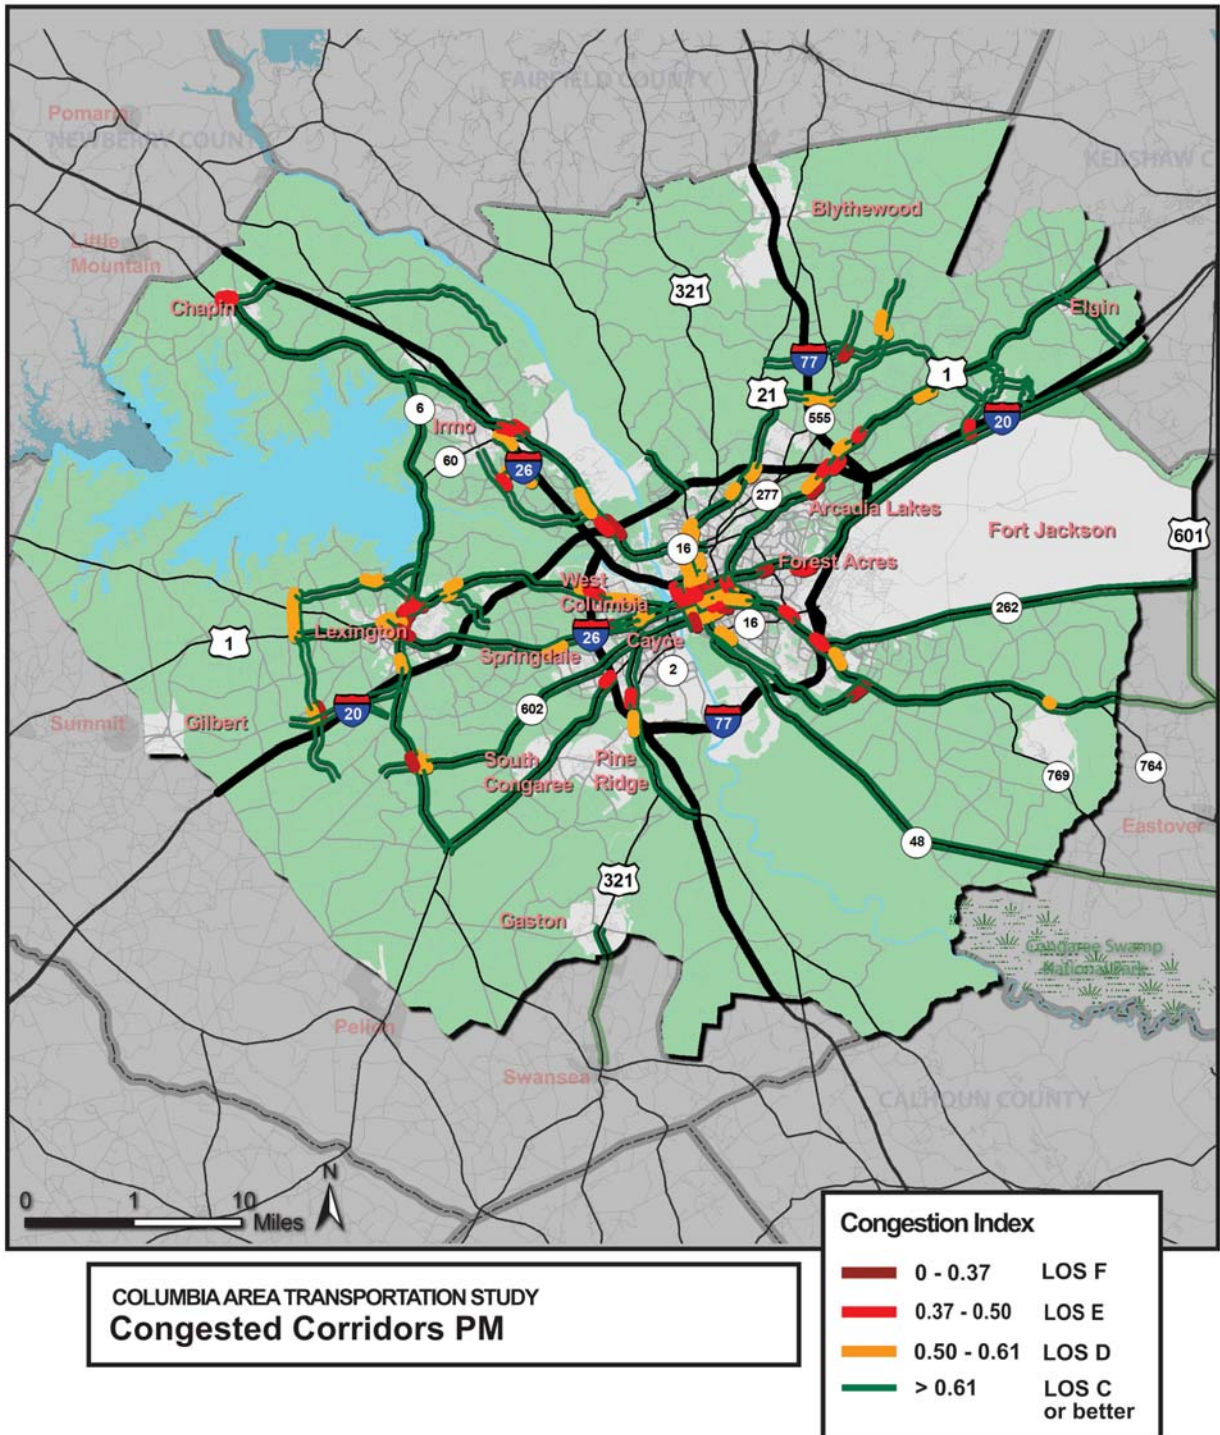 FAIRFIELD COUNTY
Pomaria
NEWBERRY COUNTY
KERSHAW C
Blythewood
Little
Mountain
321
Chapin
Elgin
77
1
21
6
555
20
Irmo
60
26
277
Arcadia Lakes
Fort Jackson
601
16
Forest Acres
West
Columbia
262
1
Lexington
26
Cayce
16
Springdale
2
602
20
77
Summit
Gilbert
South
Congaree
Pine
Ridge
769
764
Eastover
48
321
Gaston
Congaree Swamp
National Park
Pelion
Swansea
CALHOUN COUNTY
N
0 1 10
Miles
COLUMBIA AREA TRANSPORTATION STUDY
Congested Corridors PM
Congestion Index
0 - 0.37 LOS F
0.37 - 0.50 LOS E
0.50 - 0.61 LOS D
> 0.61 LOS C
or better